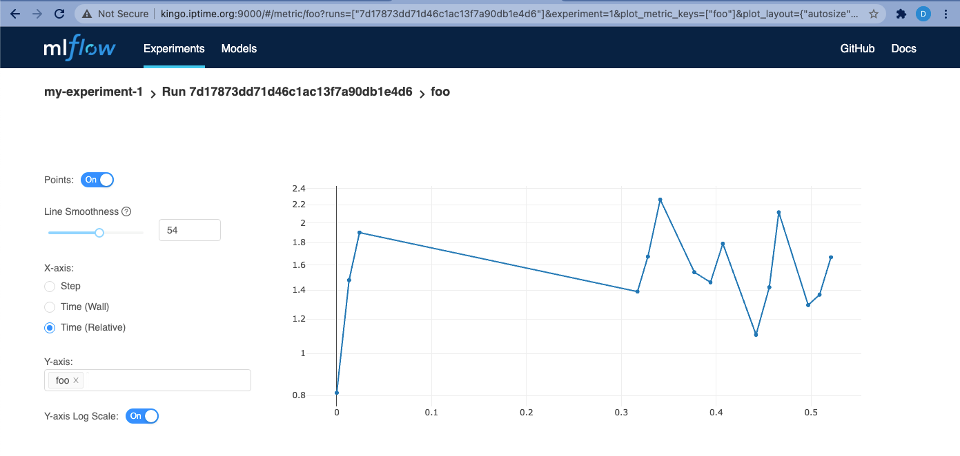 Not Secure | kingo.iptime.org:9000/#/metric/foo?runs=["7d17873dd71d46c1ac13f7a90db1e4d6"]&experiment=1&plot_metric_keys=["foo"]&plot_layout={"autosize"...
D
mlflow Experiments Models GitHub Docs
my-experiment-1 > Run 7d17873dd71d46c1ac13f7a90db1e4d6 > foo
Points: On
Line Smoothness ?
54
X-axis:
Step
Time (Wall)
Time (Relative)
Y-axis:
foo ×
Y-axis Log Scale: On
2.4
2.2
2
1.8
1.6
1.4
1.2
1
0.8
0 0.1 0.2 0.3 0.4 0.5